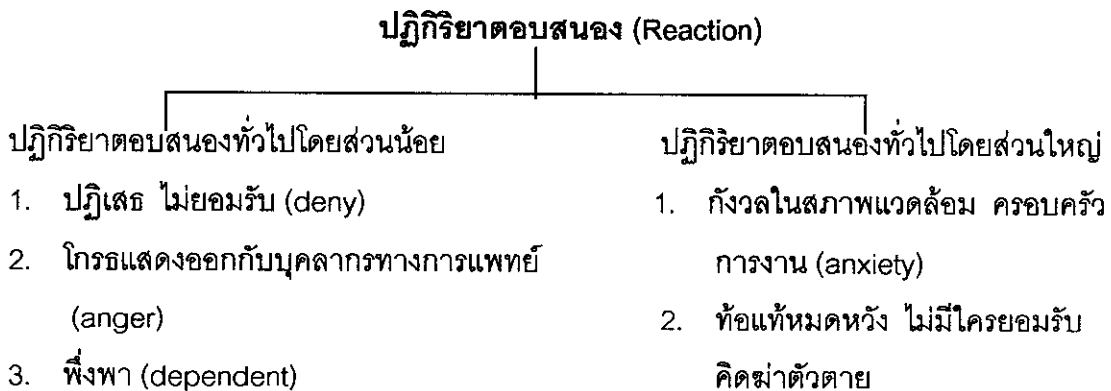 ปฏิกิริยาตอบสนอง (Reaction)
ปฏิกิริยาตอบสนองทั่วไปโดยส่วนน้อย
1. ปฏิเสธ ไม่ยอมรับ (deny)
2. โกรธแสดงออกกับบุคลากรทางการแพทย์
(anger)
3. พึ่งพา (dependent)
ปฏิกิริยาตอบสนองทั่วไปโดยส่วนใหญ่
1. กังวลในสภาพแวดล้อม ครอบครัว
การงาน (anxiety)
2. ท้อแท้หมดหวัง ไม่มีใครยอมรับ
คิดฆ่าตัวตาย